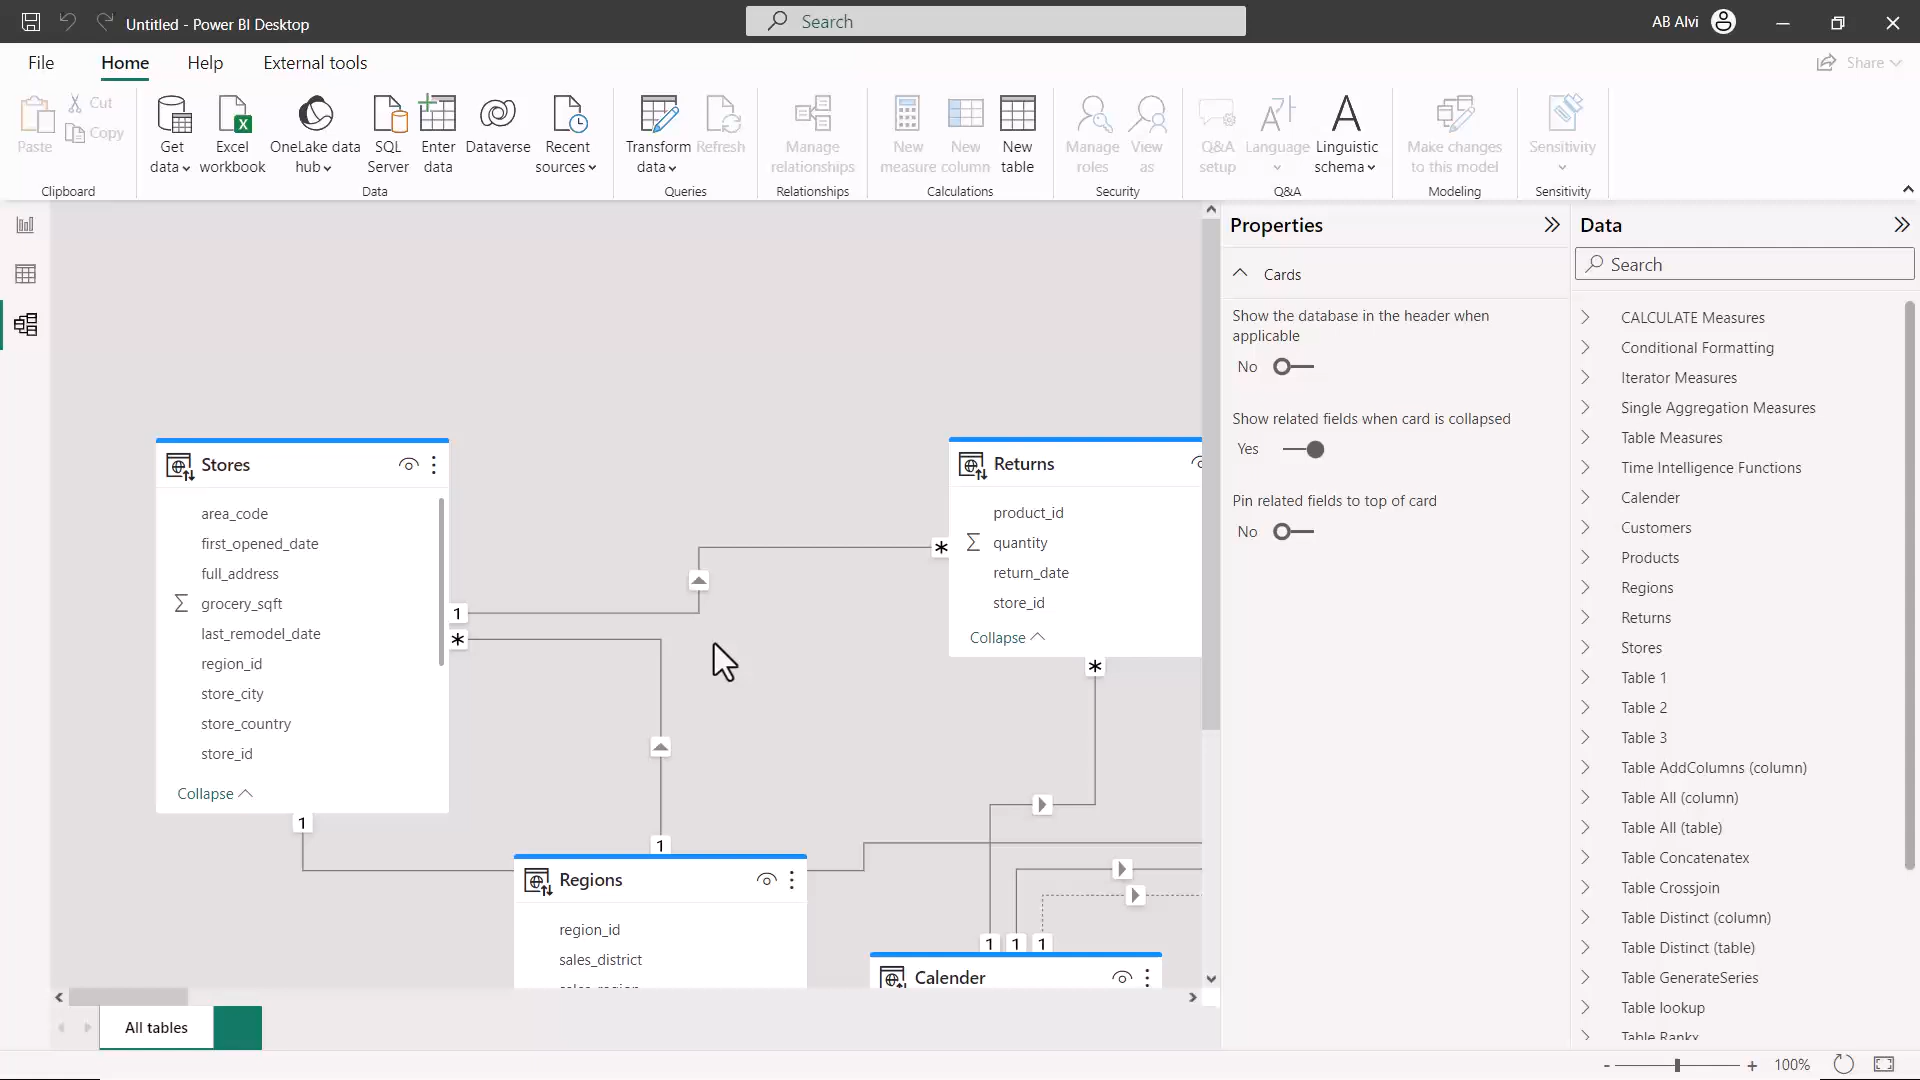 Untitled - Power BI Desktop
Search
AB Alvi
File
Home
Help
External tools
Share
Paste
Cut
Copy
Clipboard
Get data
Excel workbook
OneLake data hub
SQL Server
Enter data
Dataverse
Recent sources
Data
Transform data
Refresh
Queries
Manage relationships
Relationships
New measure
New column
New table
Calculations
Manage roles
View as
Security
Q&A setup
Language
Linguistic schema
Q&A
Make changes to this model
Modeling
Sensitivity
Sensitivity
Stores
area_code
first_opened_date
full_address
grocery_sqft
last_remodel_date
region_id
store_city
store_country
store_id
Collapse
1
*
1
*
Returns
product_id
quantity
return_date
store_id
Collapse
*
1
Regions
region_id
sales_district
sales_region
1
1
1
Calender
All tables
Properties
Cards
Show the database in the header when
applicable
No
Show related fields when card is collapsed
Yes
Pin related fields to top of card
No
Data
Search
CALCULATE Measures
Conditional Formatting
Iterator Measures
Single Aggregation Measures
Table Measures
Time Intelligence Functions
Calender
Customers
Products
Regions
Returns
Stores
Table 1
Table 2
Table 3
Table AddColumns (column)
Table All (column)
Table All (table)
Table Concatenatex
Table Crossjoin
Table Distinct (column)
Table Distinct (table)
Table GenerateSeries
Table lookup
Table Rankx
- + 100%